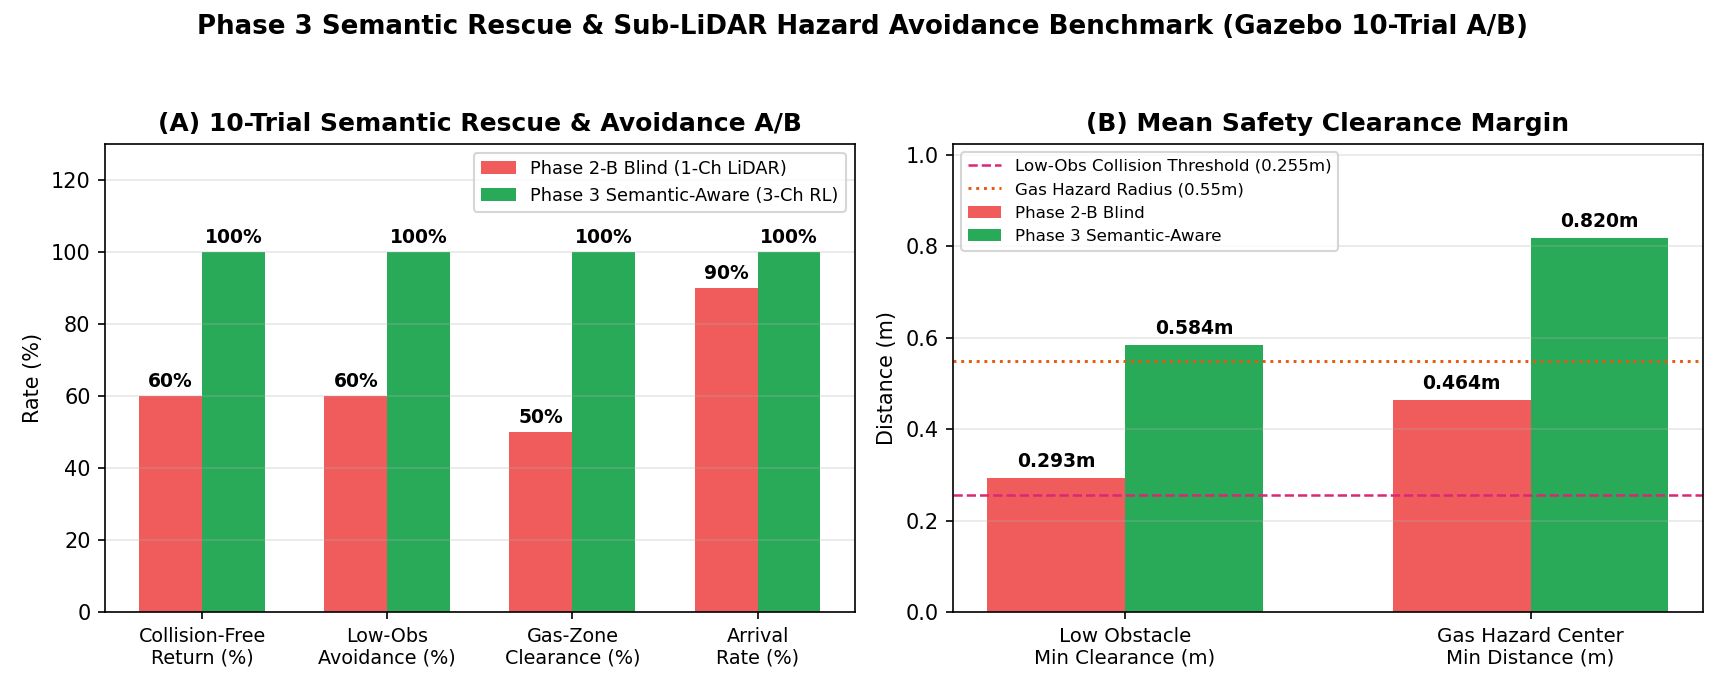 Phase 3 Semantic Rescue & Sub-LiDAR Hazard Avoidance Benchmark (Gazebo 10-Trial A/B)
(A) 10-Trial Semantic Rescue & Avoidance A/B
Rate (%)
120
100
80
60
40
20
0
Phase 2-B Blind (1-Ch LiDAR)
Phase 3 Semantic-Aware (3-Ch RL)
60%
100%
60%
100%
50%
100%
90%
100%
Collision-Free
Return (%)
Low-Obs
Avoidance (%)
Gas-Zone
Clearance (%)
Arrival
Rate (%)
(B) Mean Safety Clearance Margin
Distance (m)
1.0
0.8
0.6
0.4
0.2
0.0
Low-Obs Collision Threshold (0.255m)
Gas Hazard Radius (0.55m)
Phase 2-B Blind
Phase 3 Semantic-Aware
0.293m
0.584m
0.464m
0.820m
Low Obstacle
Min Clearance (m)
Gas Hazard Center
Min Distance (m)